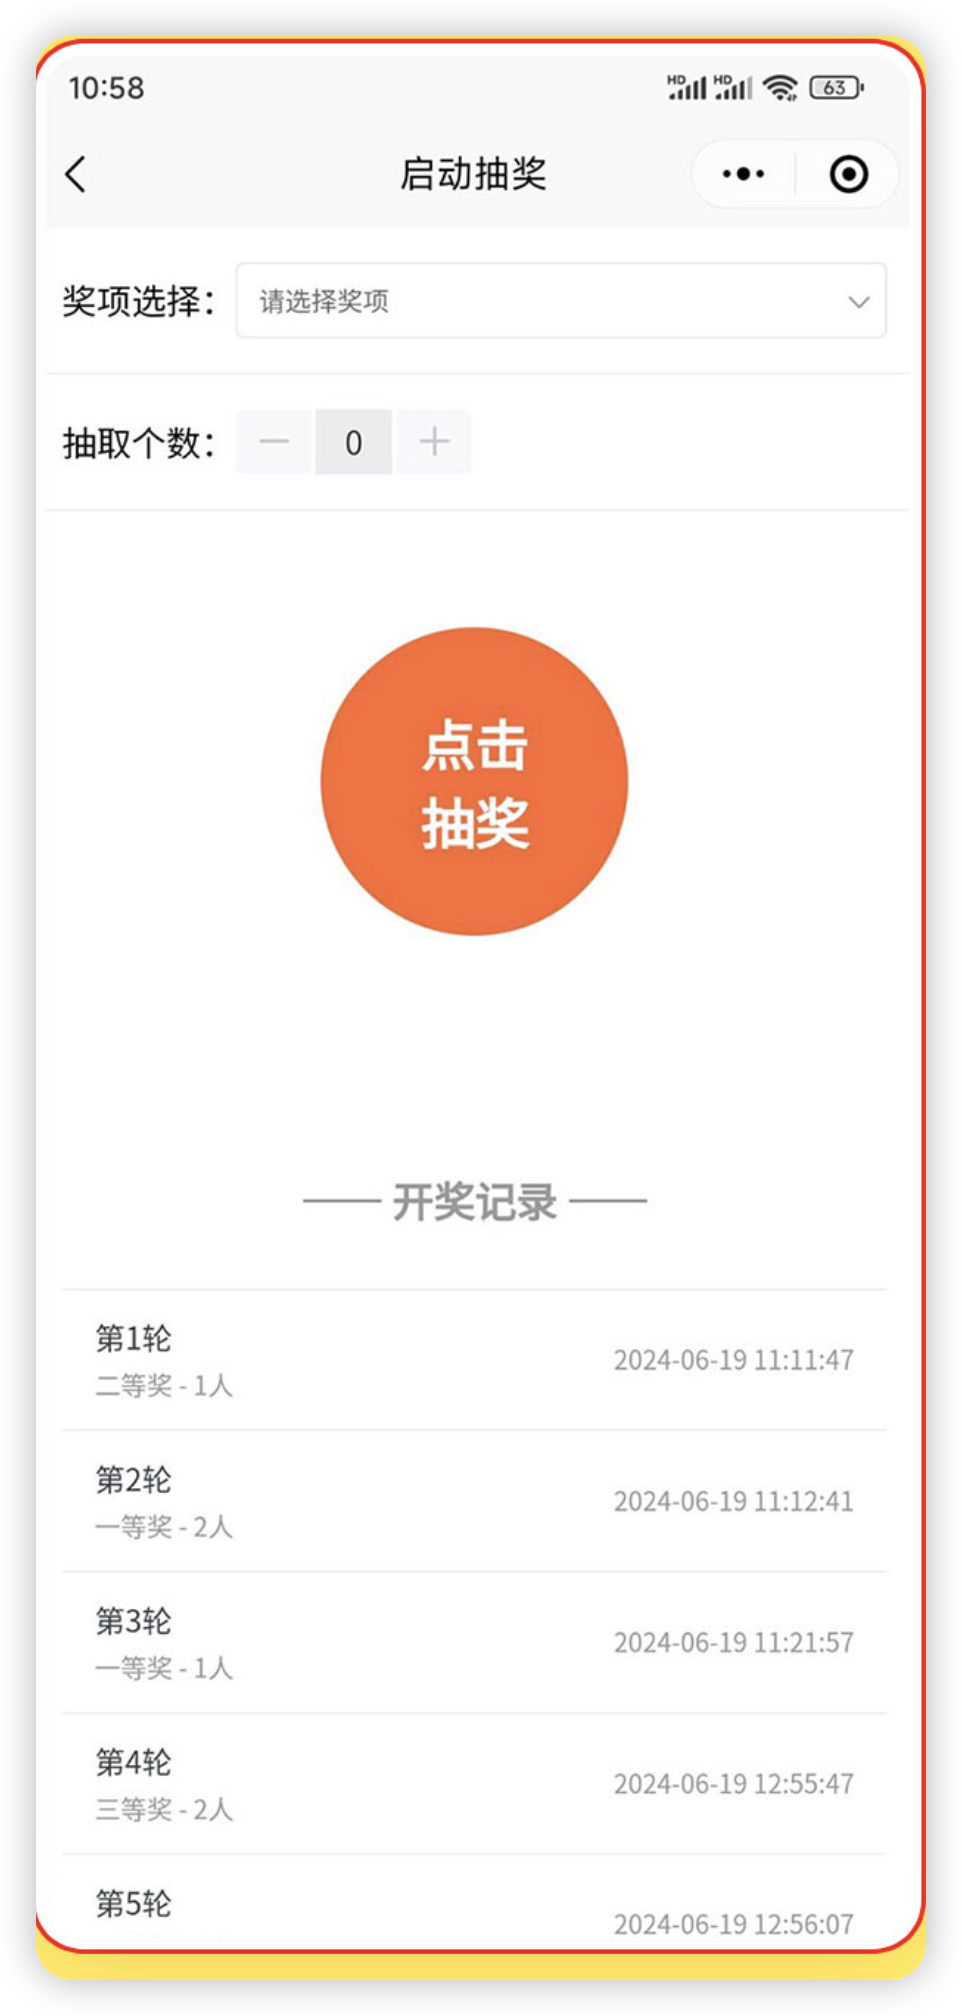 10:58
HD HD 63
启动抽奖
奖项选择：
请选择奖项
抽取个数：
0
点击
抽奖
开奖记录
第1轮
二等奖 - 1人
2024-06-19 11:11:47
第2轮
一等奖 - 2人
2024-06-19 11:12:41
第3轮
一等奖 - 1人
2024-06-19 11:21:57
第4轮
三等奖 - 2人
2024-06-19 12:55:47
第5轮
2024-06-19 12:56:07